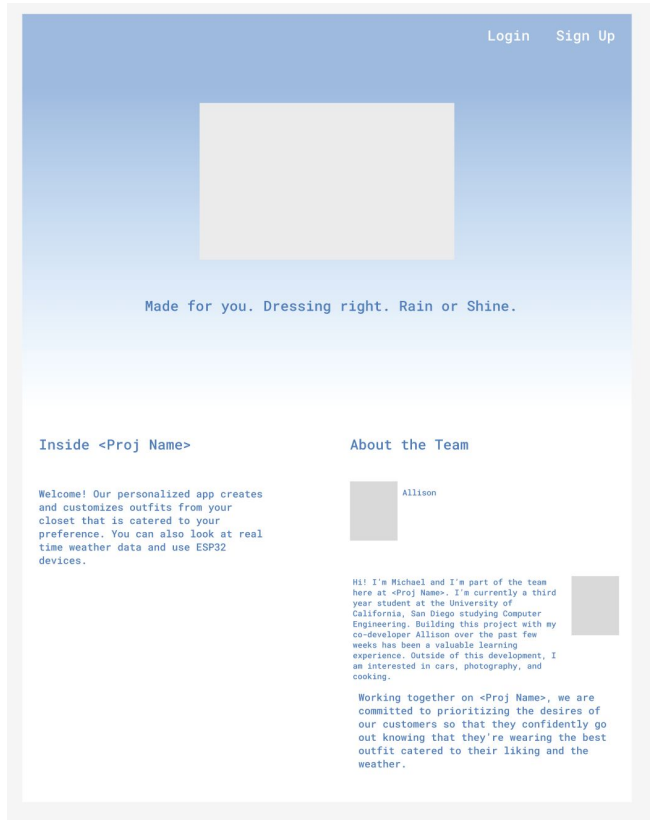 Login Sign Up
Made for you. Dressing right. Rain or Shine.
Inside <Proj Name>
Welcome! Our personalized app creates
and customizes outfits from your
closet that is catered to your
preference. You can also look at real
time weather data and use ESP32
devices.
About the Team
Allison
Hi! I'm Michael and I'm part of the team
here at <Proj Name>. I'm currently a third
year student at the University of
California, San Diego studying Computer
Engineering. Building this project with my
co-developer Allison over the past few
weeks has been a valuable learning
experience. Outside of this development, I
am interested in cars, photography, and
cooking.
Working together on <Proj Name>, we are
committed to prioritizing the desires of
our customers so that they confidently go
out knowing that they're wearing the best
outfit catered to their liking and the
weather.